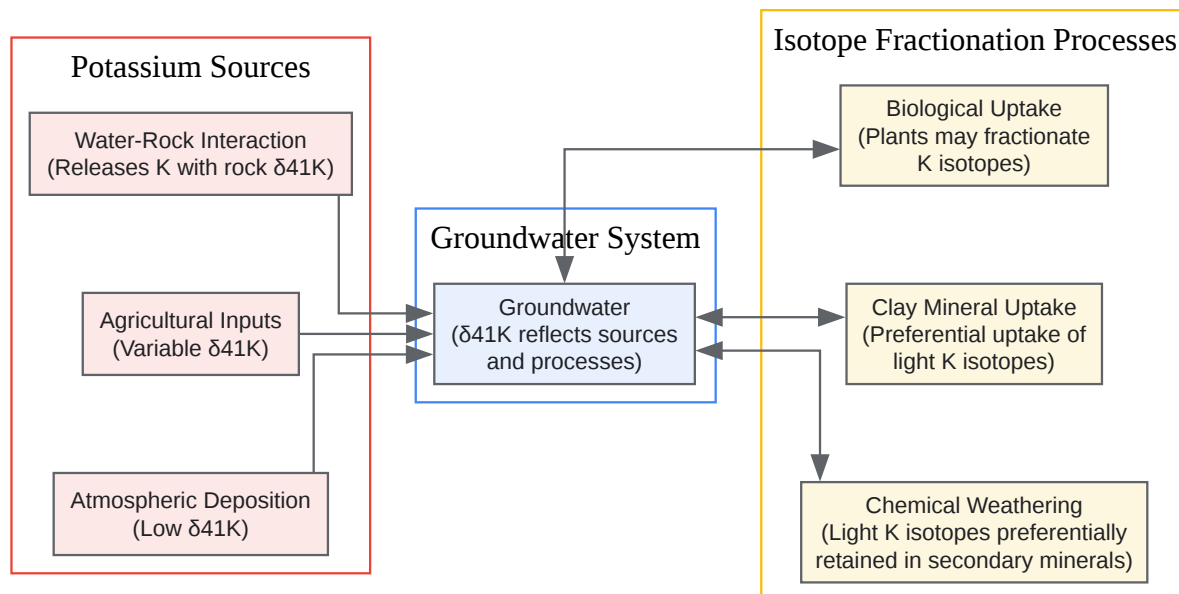 Potassium Sources
Water-Rock Interaction
(Releases K with rock δ41K)
Agricultural Inputs
(Variable δ41K)
Atmospheric Deposition
(Low δ41K)
Groundwater System
Groundwater
(δ41K reflects sources
and processes)
Isotope Fractionation Processes
Biological Uptake
(Plants may fractionate
K isotopes)
Clay Mineral Uptake
(Preferential uptake of
light K isotopes)
Chemical Weathering
(Light K isotopes preferentially
retained in secondary minerals)